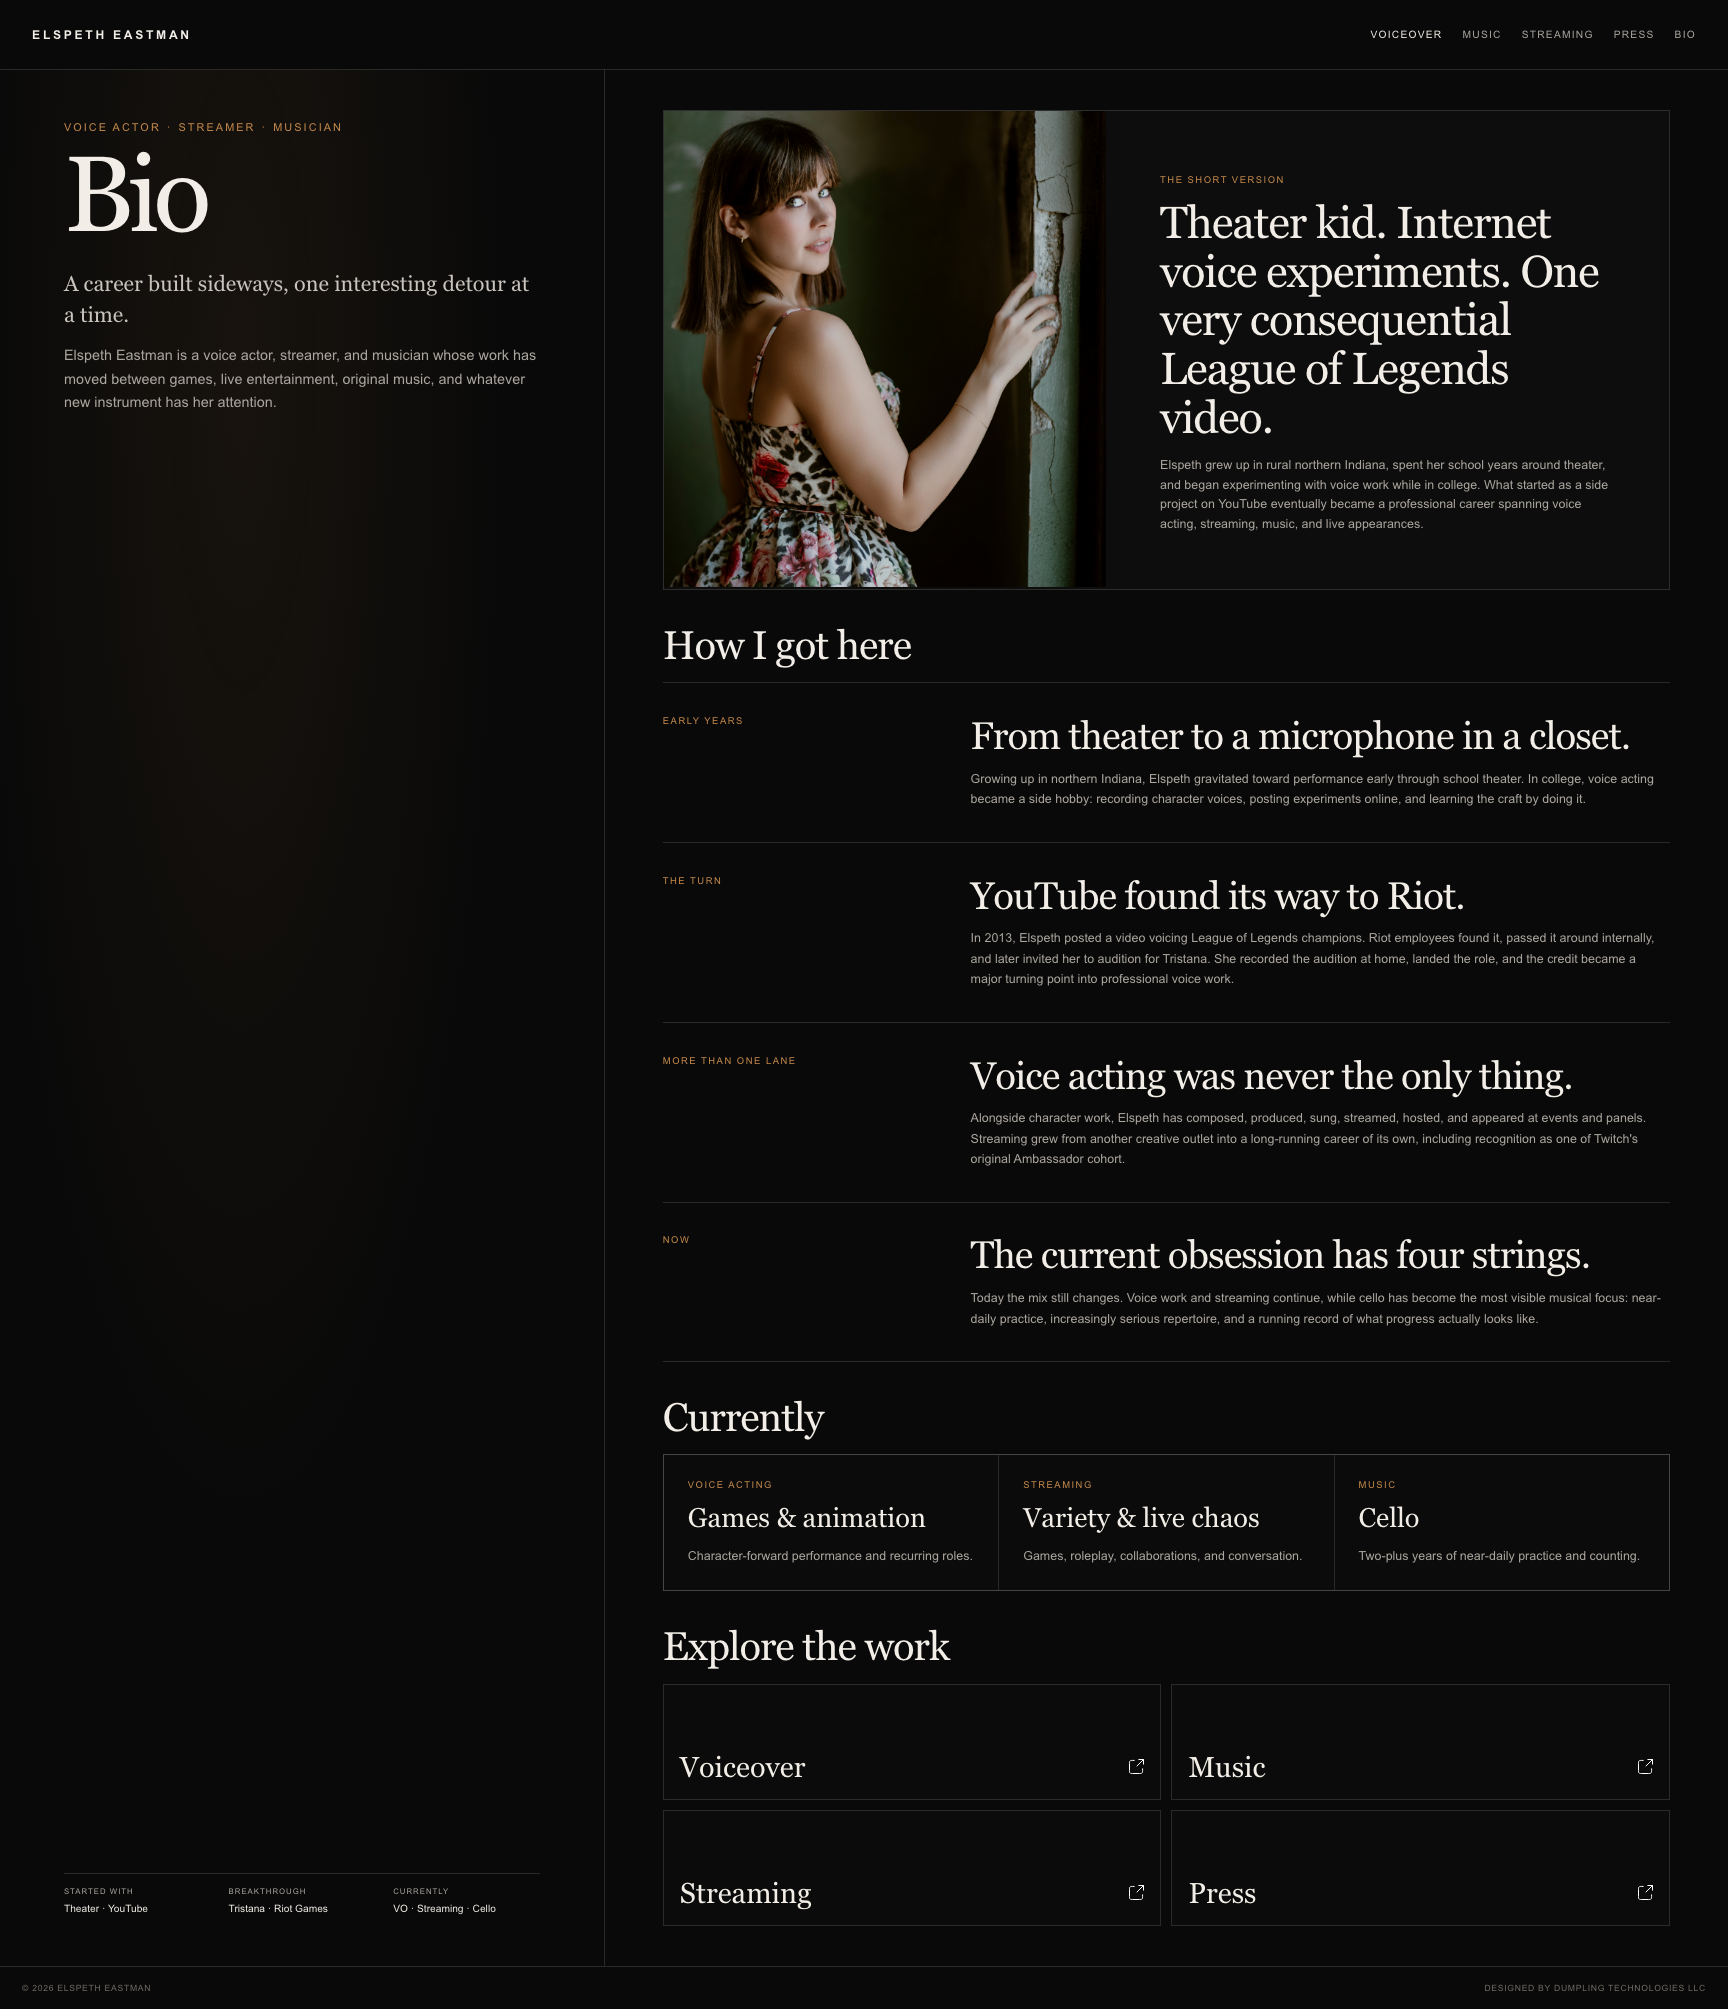 ELSPETH EASTMAN
VOICEOVER MUSIC STREAMING PRESS BIO
VOICE ACTOR · STREAMER · MUSICIAN
Bio
A career built sideways, one interesting detour at
a time.
Elspeth Eastman is a voice actor, streamer, and musician whose work has
moved between games, live entertainment, original music, and whatever
new instrument has her attention.
STARTED WITH
Theater · YouTube
BREAKTHROUGH
Tristana · Riot Games
CURRENTLY
VO · Streaming · Cello
THE SHORT VERSION
Theater kid. Internet
voice experiments. One
very consequential
League of Legends
video.
Elspeth grew up in rural northern Indiana, spent her school years around theater,
and began experimenting with voice work while in college. What started as a side
project on YouTube eventually became a professional career spanning voice
acting, streaming, music, and live appearances.
How I got here
EARLY YEARS
From theater to a microphone in a closet.
Growing up in northern Indiana, Elspeth gravitated toward performance early through school theater. In college, voice acting
became a side hobby: recording character voices, posting experiments online, and learning the craft by doing it.
THE TURN
YouTube found its way to Riot.
In 2013, Elspeth posted a video voicing League of Legends champions. Riot employees found it, passed it around internally,
and later invited her to audition for Tristana. She recorded the audition at home, landed the role, and the credit became a
major turning point into professional voice work.
MORE THAN ONE LANE
Voice acting was never the only thing.
Alongside character work, Elspeth has composed, produced, sung, streamed, hosted, and appeared at events and panels.
Streaming grew from another creative outlet into a long-running career of its own, including recognition as one of Twitch's
original Ambassador cohort.
NOW
The current obsession has four strings.
Today the mix still changes. Voice work and streaming continue, while cello has become the most visible musical focus: near-
daily practice, increasingly serious repertoire, and a running record of what progress actually looks like.
Currently
VOICE ACTING
Games & animation
Character-forward performance and recurring roles.
STREAMING
Variety & live chaos
Games, roleplay, collaborations, and conversation.
MUSIC
Cello
Two-plus years of near-daily practice and counting.
Explore the work
Voiceover
Music
Streaming
Press
© 2026 ELSPETH EASTMAN
DESIGNED BY DUMPLING TECHNOLOGIES LLC